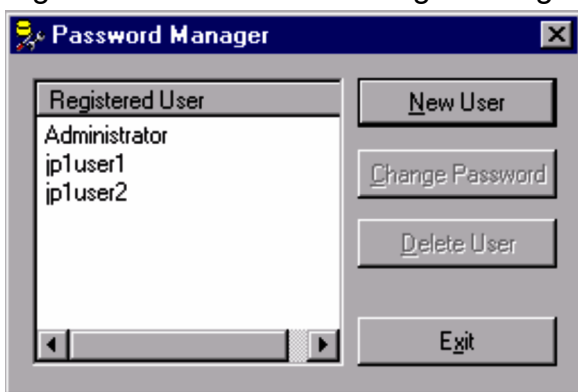 Password Manager
Registered User
Administrator
jp1user1
jp1user2
New User
Change Password
Delete User
Exit